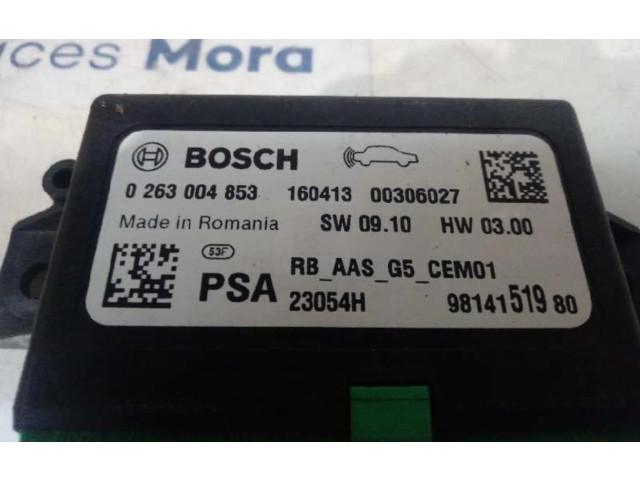 aces Mora
BOSCH
0 263 004 853 160413 00306027
Made in Romania SW 09.10 HW 03.00
53F
PSA
RB_AAS_G5_CEM01
23054H 98141519 80